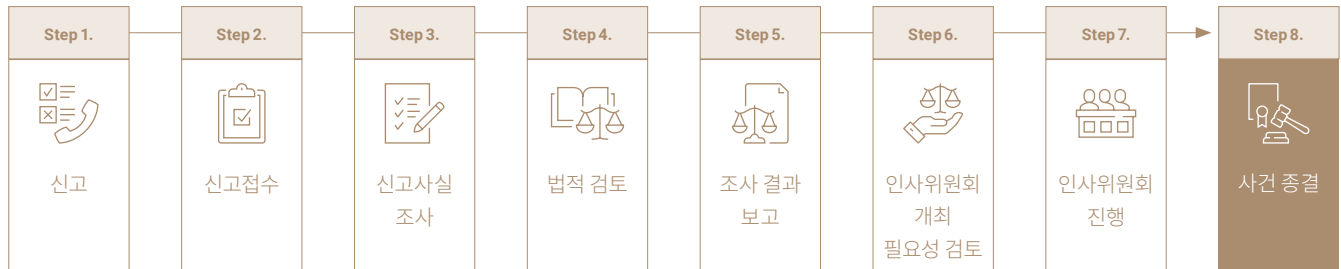 Step 1.
신고
Step 2.
신고접수
Step 3.
신고사실
조사
Step 4.
법적 검토
Step 5.
조사 결과
보고
Step 6.
인사위원회
개최
필요성 검토
Step 7.
인사위원회
진행
Step 8.
사건 종결